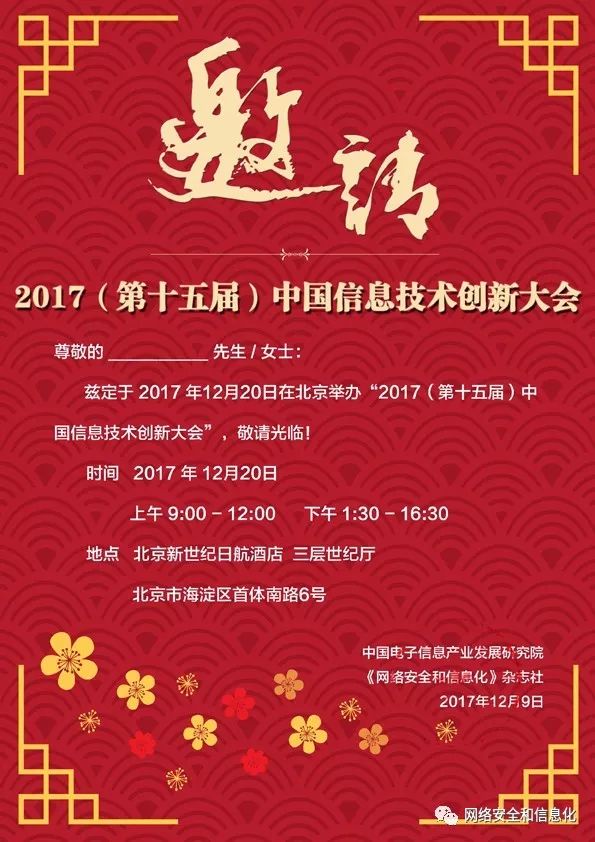 邀請
2017（第十五届）中国信息技术创新大会
尊敬的 __________ 先生 / 女士：
兹定于 2017 年12月20日在北京举办“2017（第十五届）中
国信息技术创新大会”，敬请光临！
时间 2017 年 12月20日
上午 9:00 - 12:00 下午 1:30 - 16:30
地点 北京新世纪日航酒店 三层世纪厅
北京市海淀区首体南路6号
中国电子信息产业发展研究院
《网络安全和信息化》杂志社
2017年12月9日
网络安全和信息化